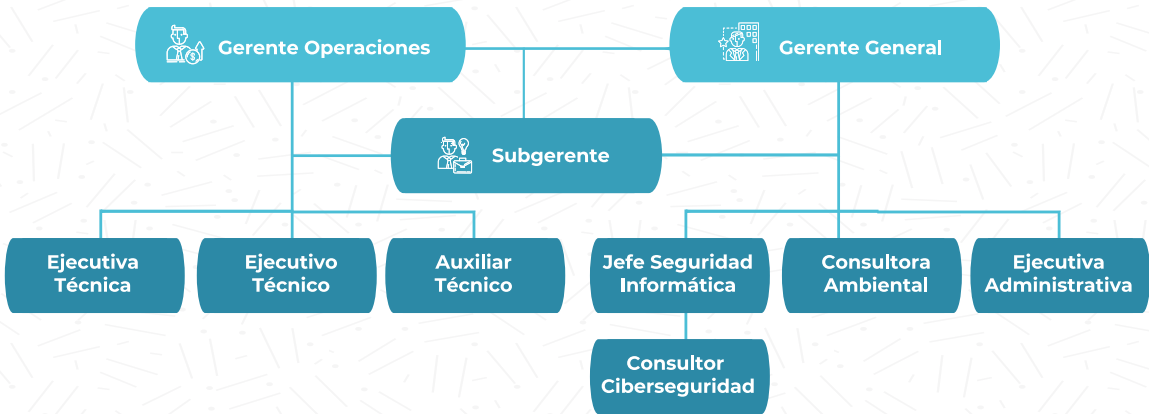 Gerente Operaciones
Gerente General
Subgerente
Ejecutiva
Técnica
Ejecutivo
Técnico
Auxiliar
Técnico
Jefe Seguridad
Informática
Consultora
Ambiental
Ejecutiva
Administrativa
Consultor
Ciberseguridad